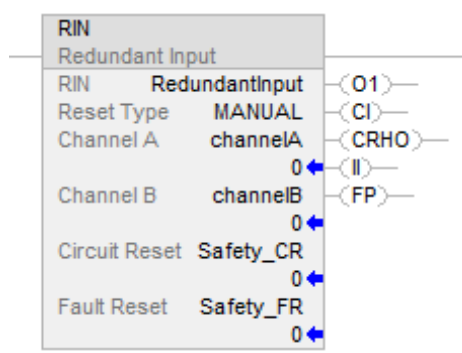 RIN
Redundant Input
RIN RedundantInput (O1)
Reset Type MANUAL (CI)
Channel A channelA (CRHO)
0 (II)
Channel B channelB (FP)
0
Circuit Reset Safety_CR
0
Fault Reset Safety_FR
0